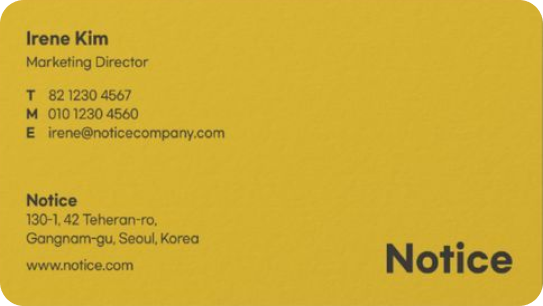 Irene Kim
Marketing Director
T 82 1230 4567
M 010 1230 4560
E irene@noticecompany.com
Notice
130-1, 42 Teheran-ro,
Gangnam-gu, Seoul, Korea
www.notice.com
Notice